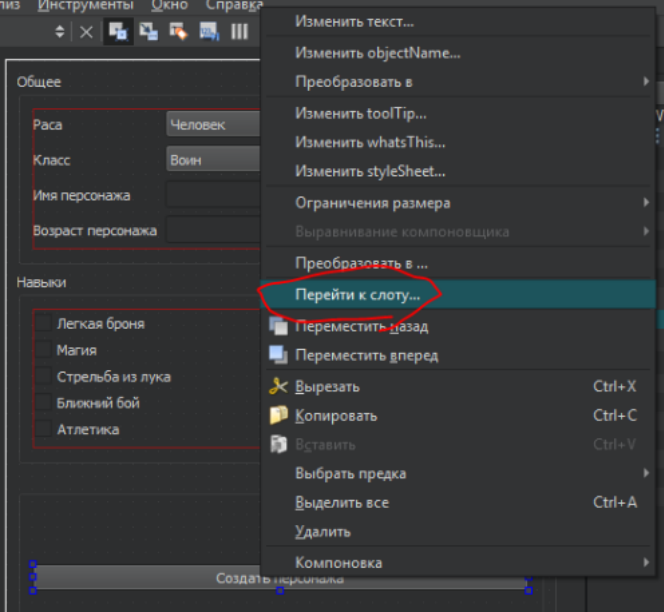 лиз Инструменты Окно Справка
Общее
Раса
Человек
Класс
Воин
Имя персонажа
Возраст персонажа
Навыки
Легкая броня
Магия
Стрельба из лука
Ближний бой
Атлетика
Создать персонажа
Изменить текст...
Изменить objectName...
Преобразовать в
Изменить toolTip...
Изменить whatsThis...
Изменить styleSheet...
Ограничения размера
Выравнивание компоновщика
Преобразовать в ...
Перейти к слоту...
Переместить назад
Переместить вперед
Вырезать Ctrl+X
Копировать Ctrl+C
Вставить Ctrl+V
Выбрать предка
Выделить все Ctrl+A
Удалить
Компоновка